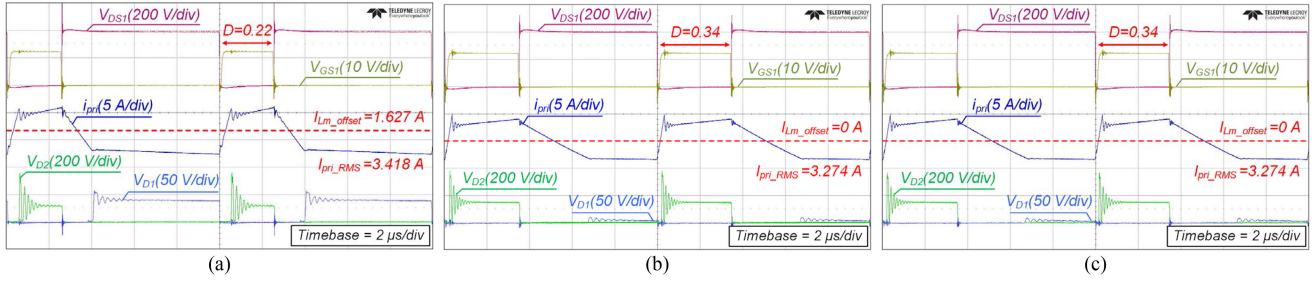 TELEDYNE LECROY
Everywhereyoulook
V_DS1(200 V/div)
D=0.22
V_GS1(10 V/div)
i_pri(5 A/div)
I_Lm_offset=1.627 A
V_D2(200 V/div)
I_pri_RMS=3.418 A
V_D1(50 V/div)
Timebase = 2 µs/div
(a)
TELEDYNE LECROY
Everywhereyoulook
V_DS1(200 V/div)
D=0.34
V_GS1(10 V/div)
i_pri(5 A/div)
I_Lm_offset=0 A
I_pri_RMS=3.274 A
V_D2(200 V/div)
V_D1(50 V/div)
Timebase = 2 µs/div
(b)
TELEDYNE LECROY
Everywhereyoulook
V_DS1(200 V/div)
D=0.34
V_GS1(10 V/div)
i_pri(5 A/div)
I_Lm_offset=0 A
I_pri_RMS=3.274 A
V_D2(200 V/div)
V_D1(50 V/div)
Timebase = 2 µs/div
(c)